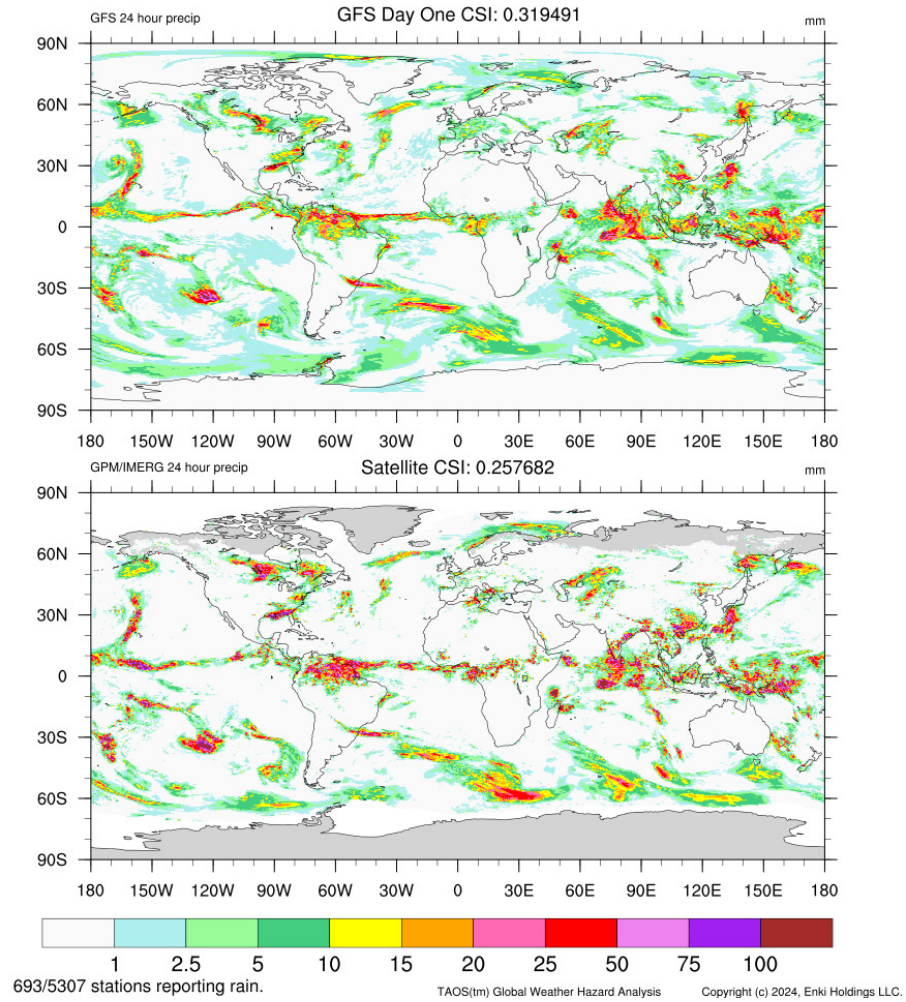 GFS Day One CSI: 0.319491
GFS 24 hour precip
mm
90N
60N
30N
0
30S
60S
90S
180 150W 120W 90W 60W 30W 0 30E 60E 90E 120E 150E 180
Satellite CSI: 0.257682
GPM/IMERG 24 hour precip
mm
90N
60N
30N
0
30S
60S
90S
180 150W 120W 90W 60W 30W 0 30E 60E 90E 120E 150E 180
1 2.5 5 10 15 20 25 50 75 100
693/5307 stations reporting rain.
TAOS(tm) Global Weather Hazard Analysis
Copyright (c) 2024, Enki Holdings LLC.